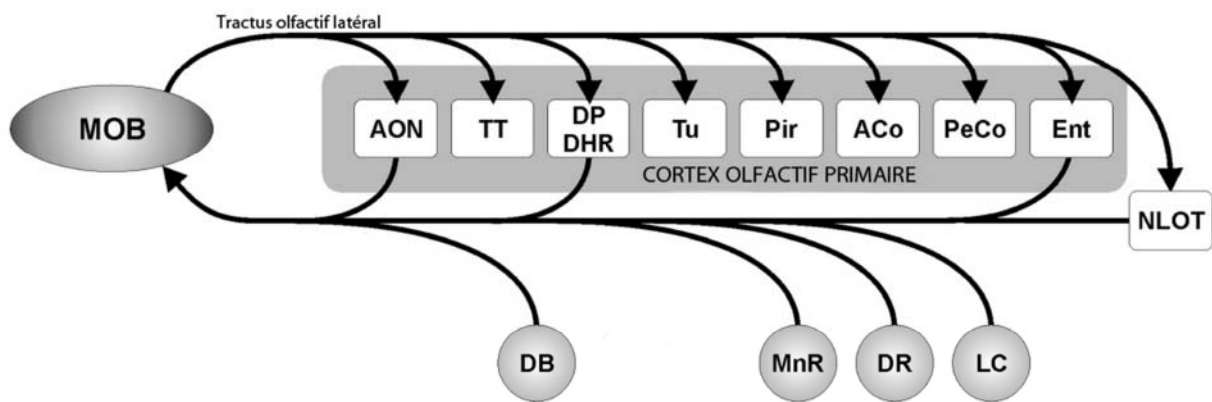 Tractus olfactif latéral
MOB
AON
TT
DP
DHR
Tu
Pir
ACo
PeCo
Ent
CORTEX OLFACTIF PRIMAIRE
NLOT
DB
MnR
DR
LC